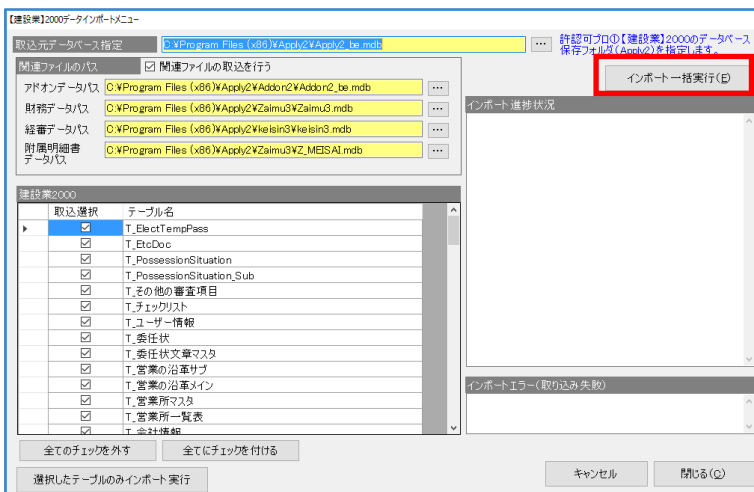 【建設業】2000データインポートメニュー
取込元データベース指定
C:¥Program Files (x86)¥Apply2¥Apply2_be.mdb
...
許認可プロ①【建設業】2000のデータベース
保存フォルダ(Apply2)を指定します。
関連ファイルのパス
関連ファイルの取込を行う
インポート一括実行(E)
アドオンデータパス
C:¥Program Files (x86)¥Apply2¥Addon2¥Addon2_be.mdb
...
財務データパス
C:¥Program Files (x86)¥Apply2¥Zaimu3¥Zaimu3.mdb
...
経審データパス
C:¥Program Files (x86)¥Apply2¥keisin3¥keisin3.mdb
...
附属明細書
データパス
C:¥Program Files (x86)¥Apply2¥Zaimu3¥Z_MEISAI.mdb
...
インポート進捗状況
建設業2000
取込選択 テーブル名
T_ElectTempPass
T_EtcDoc
T_PossessionSituation
T_PossessionSituation_Sub
T_その他の審査項目
T_チェックリスト
T_ユーザー情報
T_委任状
T_委任状文章マスタ
T_営業の沿革サブ
T_営業の沿革メイン
T_営業所マスタ
T_営業所一覧表
T_会社情報
インポートエラー(取り込み失敗)
全てのチェックを外す
全てにチェックを付ける
選択したテーブルのみインポート実行
キャンセル
閉じる(C)